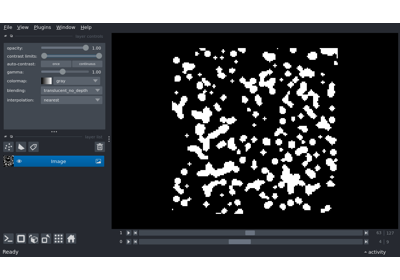 File View Plugins Window Help
opacity: 1.00
contrast limits:
auto-contrast: once continuous
gamma: 1.00
colormap: gray
blending: translucent_no_depth
interpolation: nearest
Image
1
0
Ready
activity